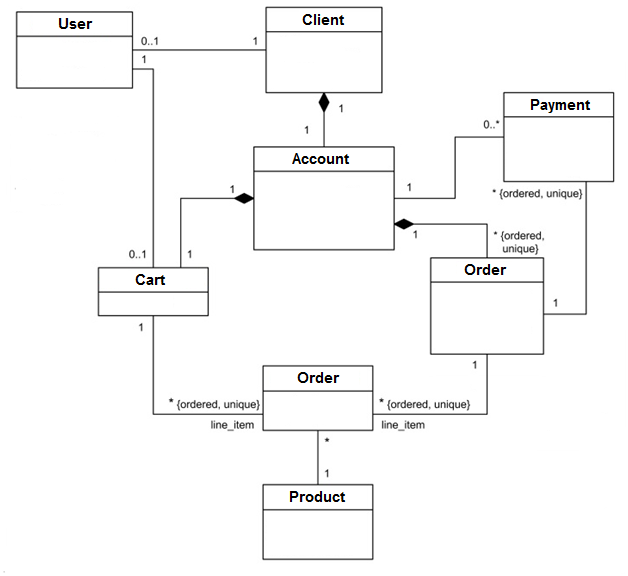 User
Client
0..1
1
1
1
1
Payment
0..*
Account
1
1
* {ordered, unique}
1
* {ordered,
unique}
0..1
1
Order
Cart
1
1
1
Order
* {ordered, unique}
* {ordered, unique}
line_item
line_item
*
1
Product